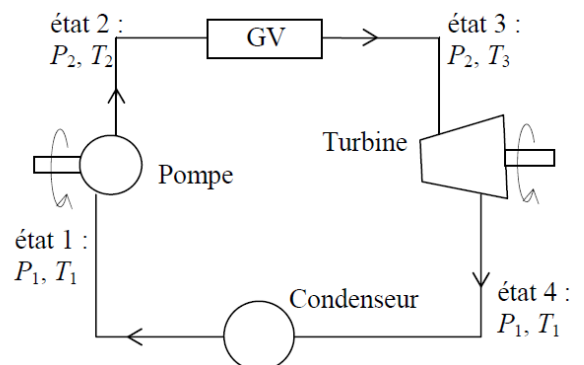 état 2 :
P₂, T₂
GV
état 3 :
P₂, T₃
Turbine
Pompe
état 1 :
P₁, T₁
Condenseur
état 4 :
P₁, T₁